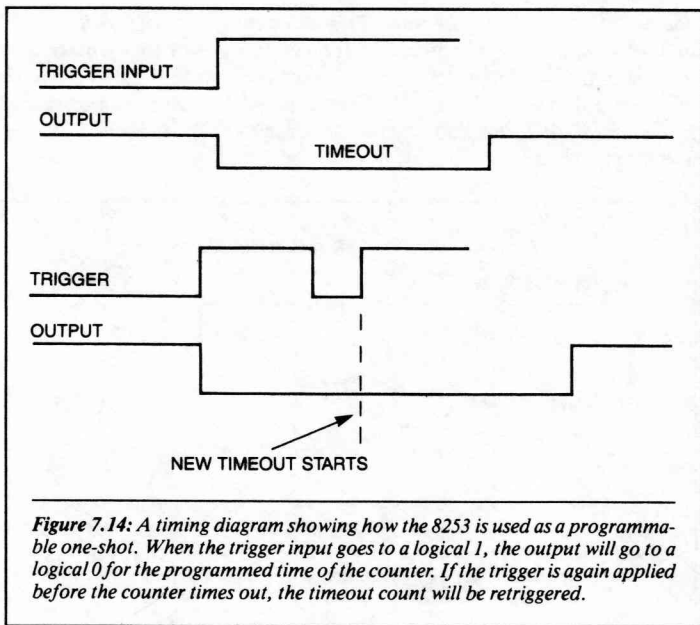 TRIGGER INPUT
OUTPUT
TIMEOUT
TRIGGER
OUTPUT
NEW TIMEOUT STARTS
Figure 7.14: A timing diagram showing how the 8253 is used as a programma-
ble one-shot. When the trigger input goes to a logical 1, the output will go to a
logical 0 for the programmed time of the counter. If the trigger is again applied
before the counter times out, the timeout count will be retriggered.